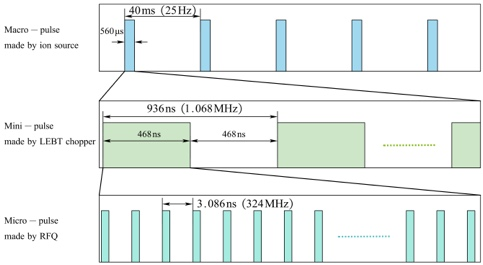 Macro－pulse
made by ion source
40ms (25Hz)
560μs
Mini－pulse
made by LEBT chopper
936ns (1.068MHz)
468ns
468ns
Micro－pulse
made by RFQ
3.086ns (324MHz)